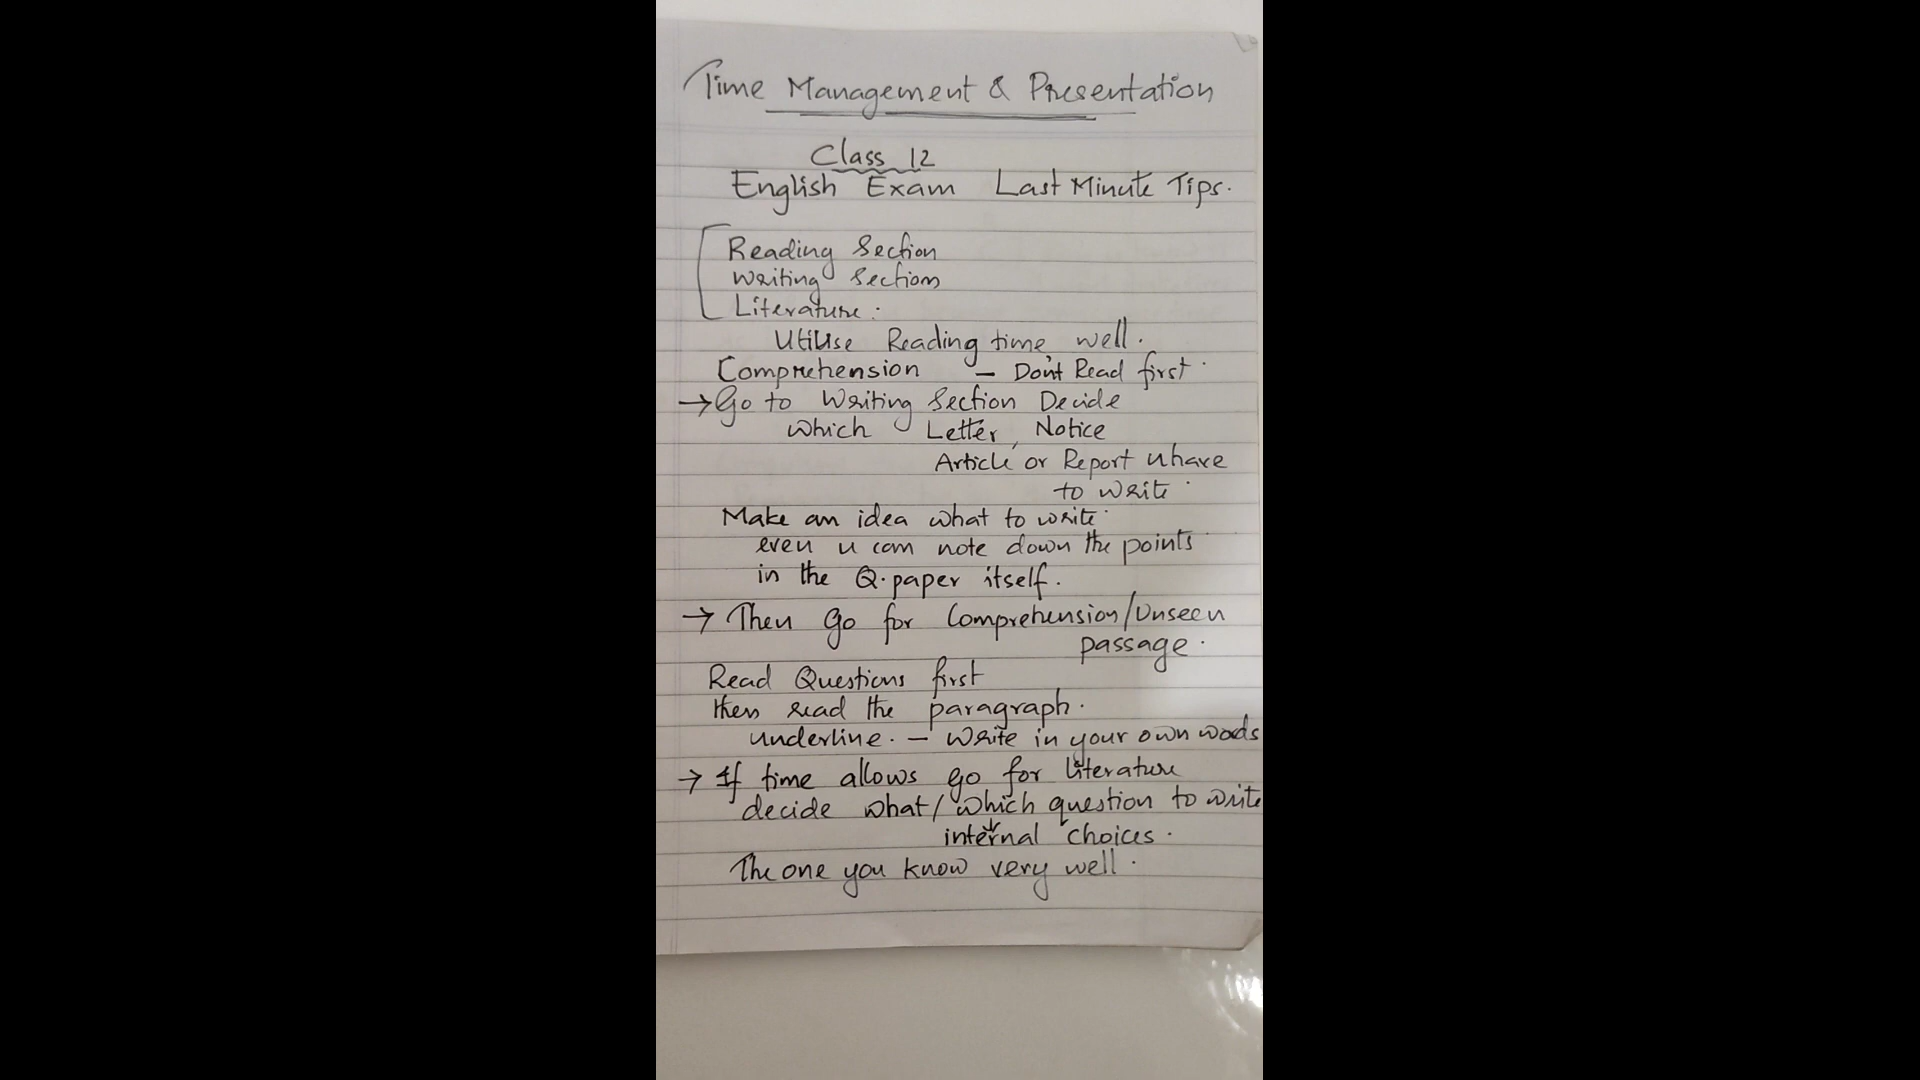 Time Management & Presentation
Class 12
English Exam Last Minute Tips.
Reading Section
Writing Section
Literature.
Utilise Reading time well.
Comprehension - Don't Read first.
→ Go to Writing Section Decide
which Letter, Notice
Article or Report u have
to write.
Make an idea what to write.
even u can note down the points
in the Q.paper itself.
→ Then go for Comprehension/Unseen
passage.
Read Questions first
then read the paragraph.
underline. - Write in your own words
→ If time allows go for literature
decide what/which question to write
internal choices.
The one you know very well.